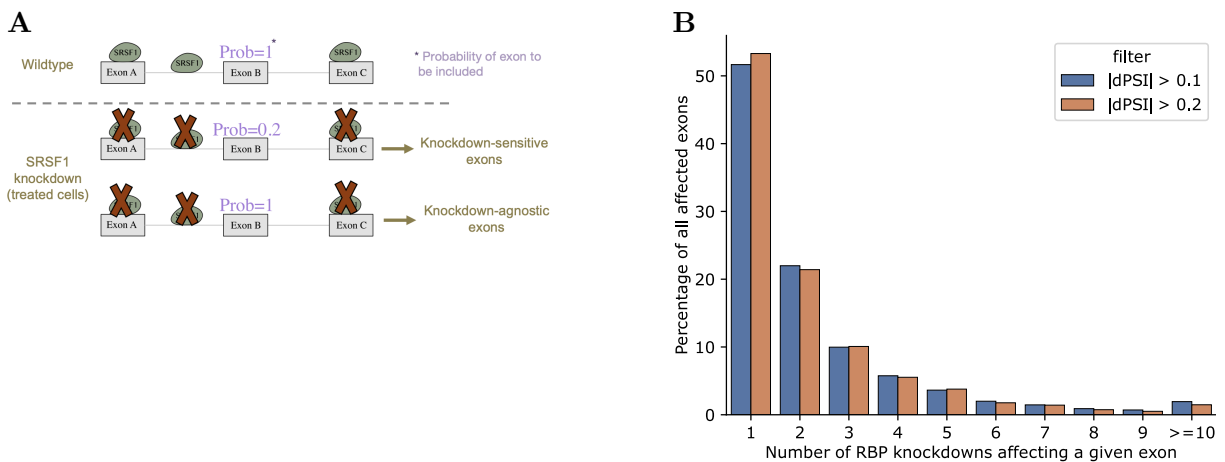 A
Wildtype
SRSF1
SRSF1
Prob=1*
SRSF1
Exon A
Exon B
Exon C
* Probability of exon to
be included
SRSF1
knockdown
(treated cells)
Prob=0.2
Exon A
Exon B
Exon C
Knockdown-sensitive
exons
Prob=1
Exon A
Exon B
Exon C
Knockdown-agnostic
exons
B
Percentage of all affected exons
50
40
30
20
10
0
filter
|dPSI| > 0.1
|dPSI| > 0.2
1 2 3 4 5 6 7 8 9 >=10
Number of RBP knockdowns affecting a given exon